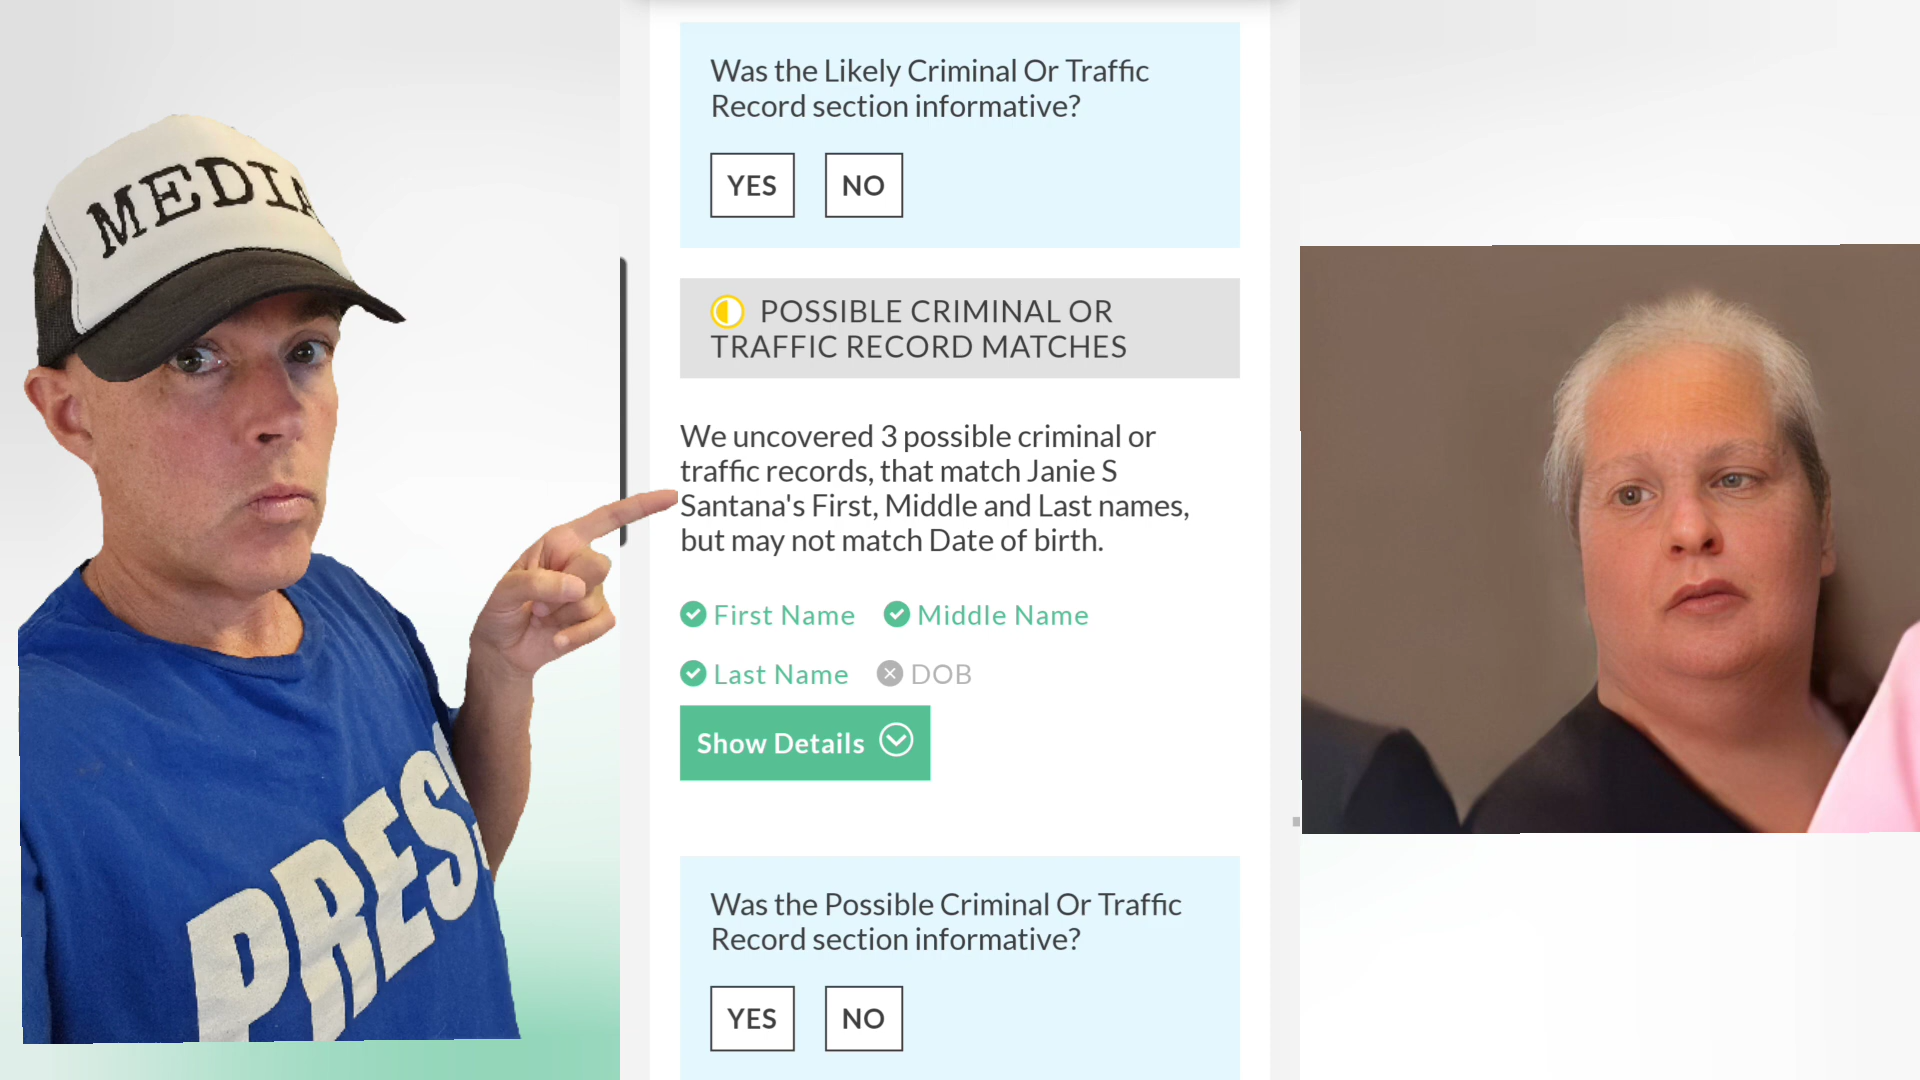 MEDIA
PRESS
Was the Likely Criminal Or Traffic
Record section informative?
YES NO
POSSIBLE CRIMINAL OR
TRAFFIC RECORD MATCHES
We uncovered 3 possible criminal or
traffic records, that match Janie S
Santana's First, Middle and Last names,
but may not match Date of birth.
First Name Middle Name
Last Name DOB
Show Details
Was the Possible Criminal Or Traffic
Record section informative?
YES NO